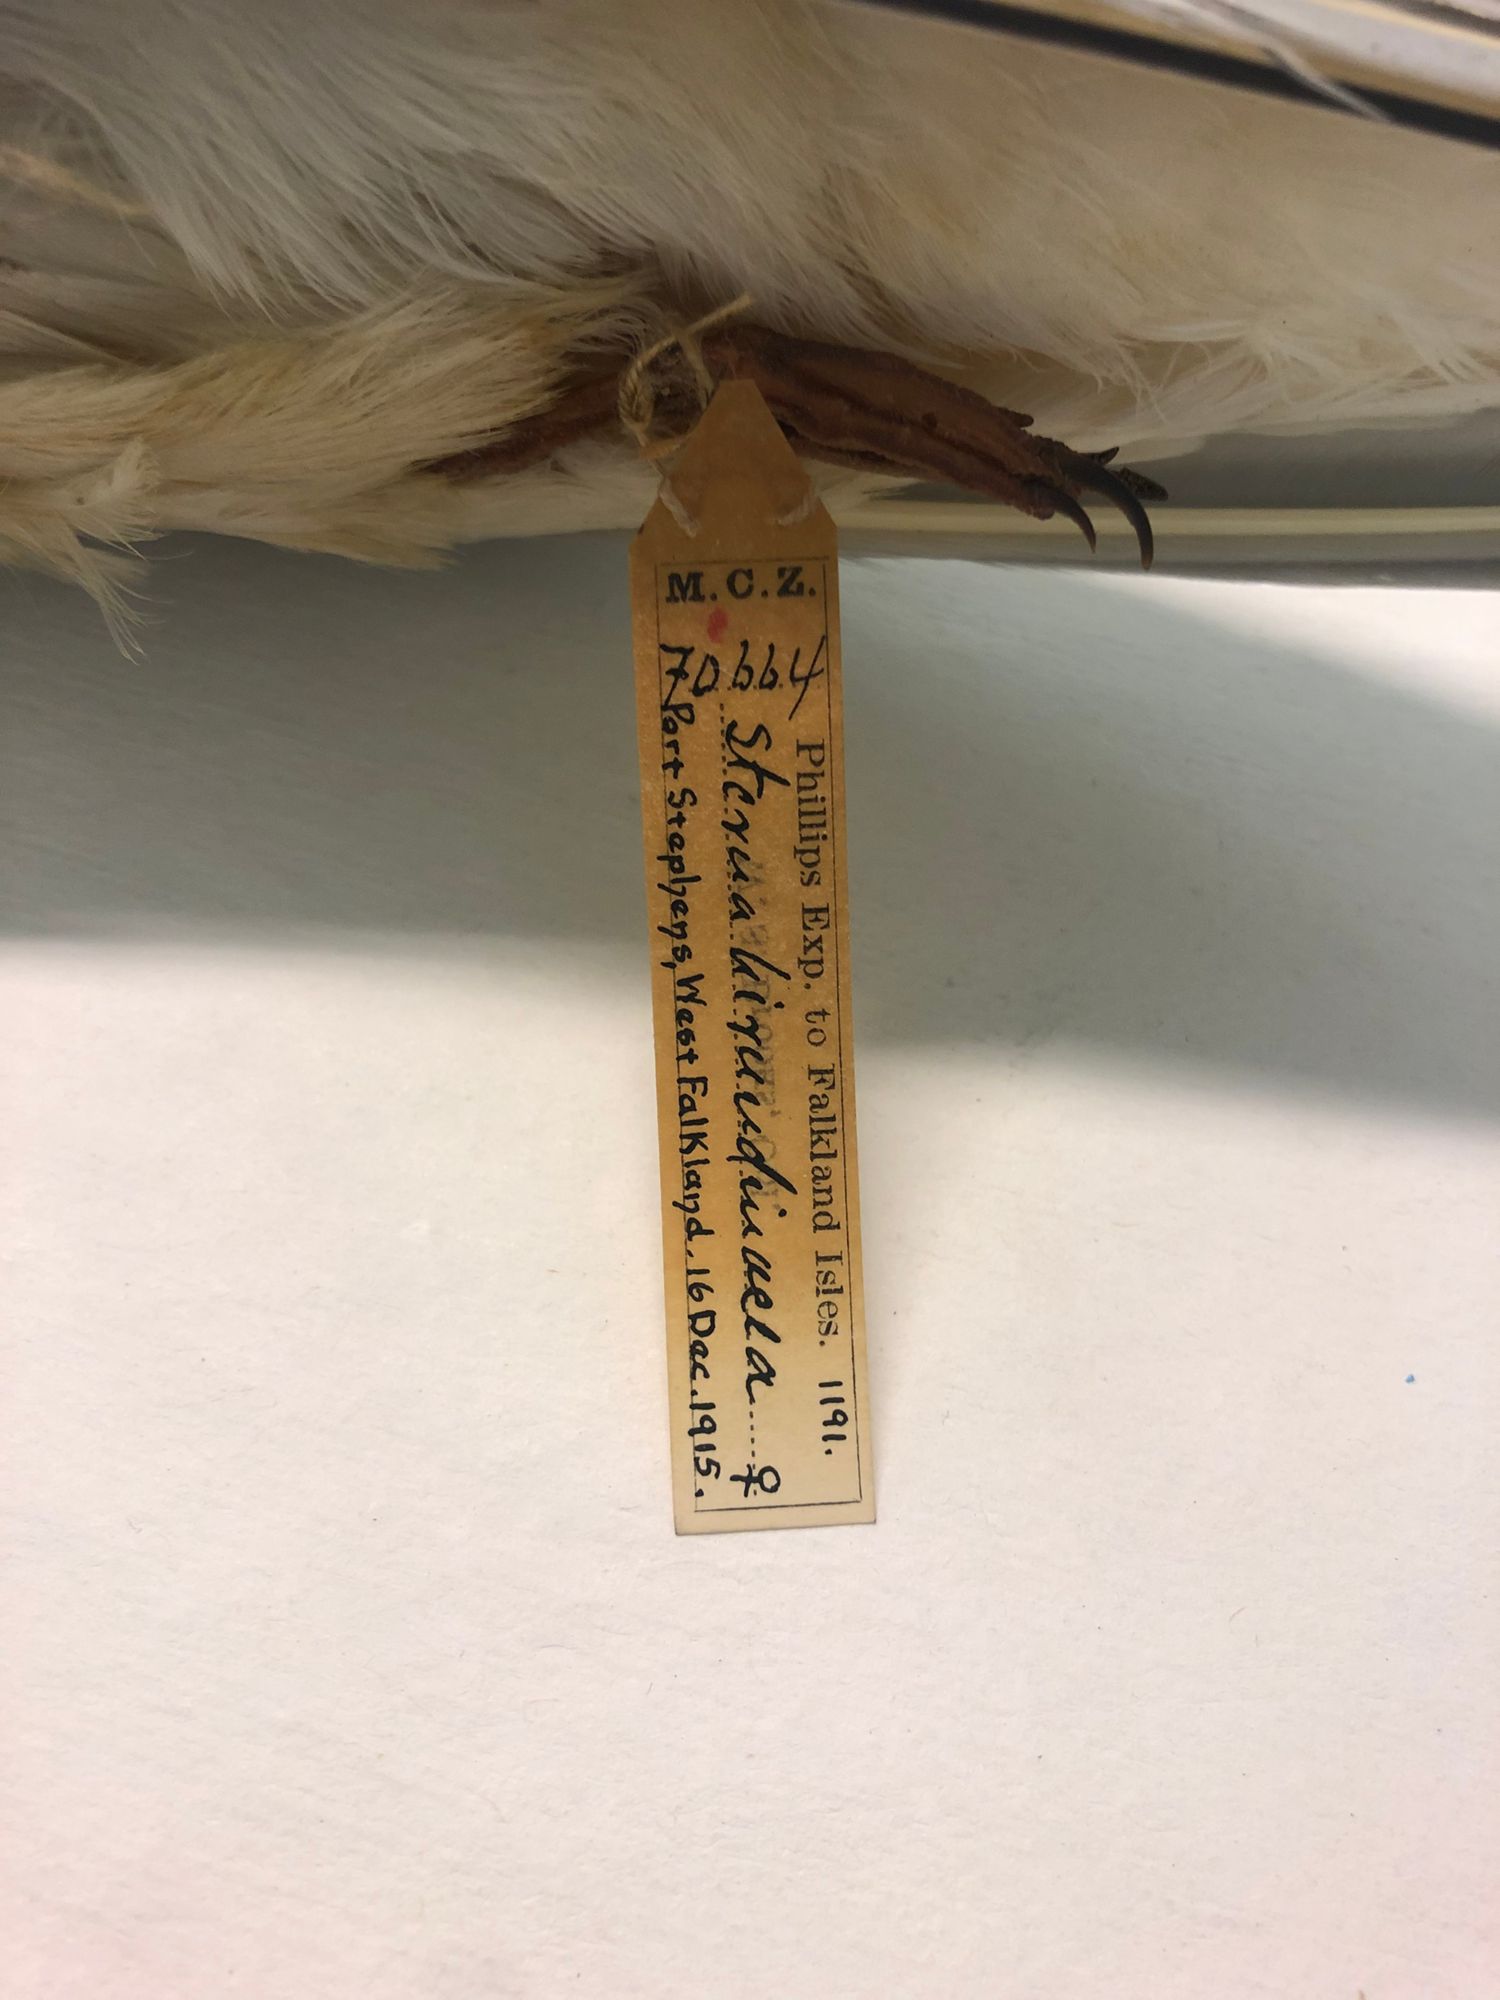 M.C.Z.
70664
Phillips Exp. to Falkland Isles. 1191.
Sterna hirundinacea ♀
Port Stephens, West Falkland, 16 Dec. 1915.